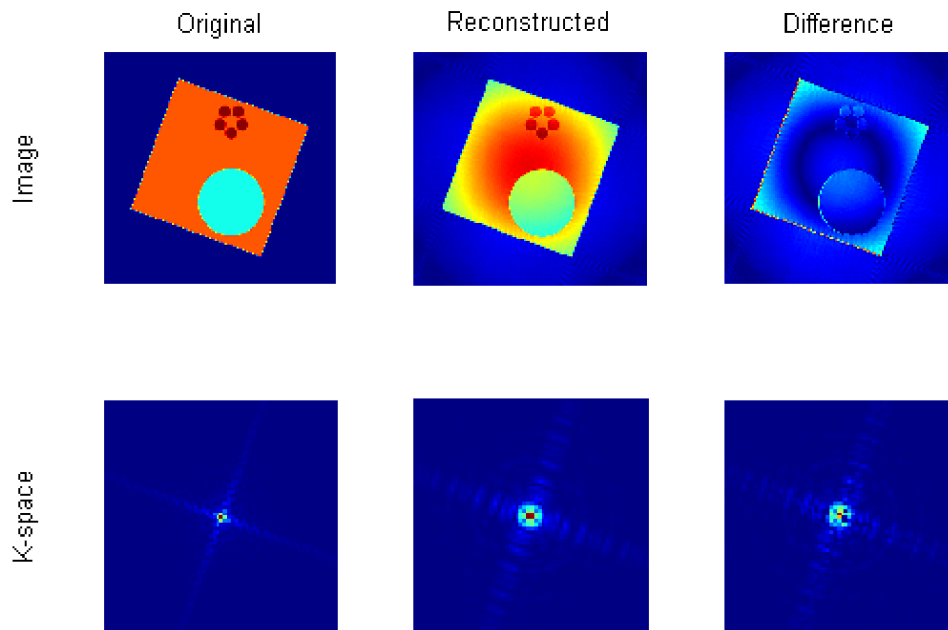 Original
Reconstructed
Difference
Image
K-space